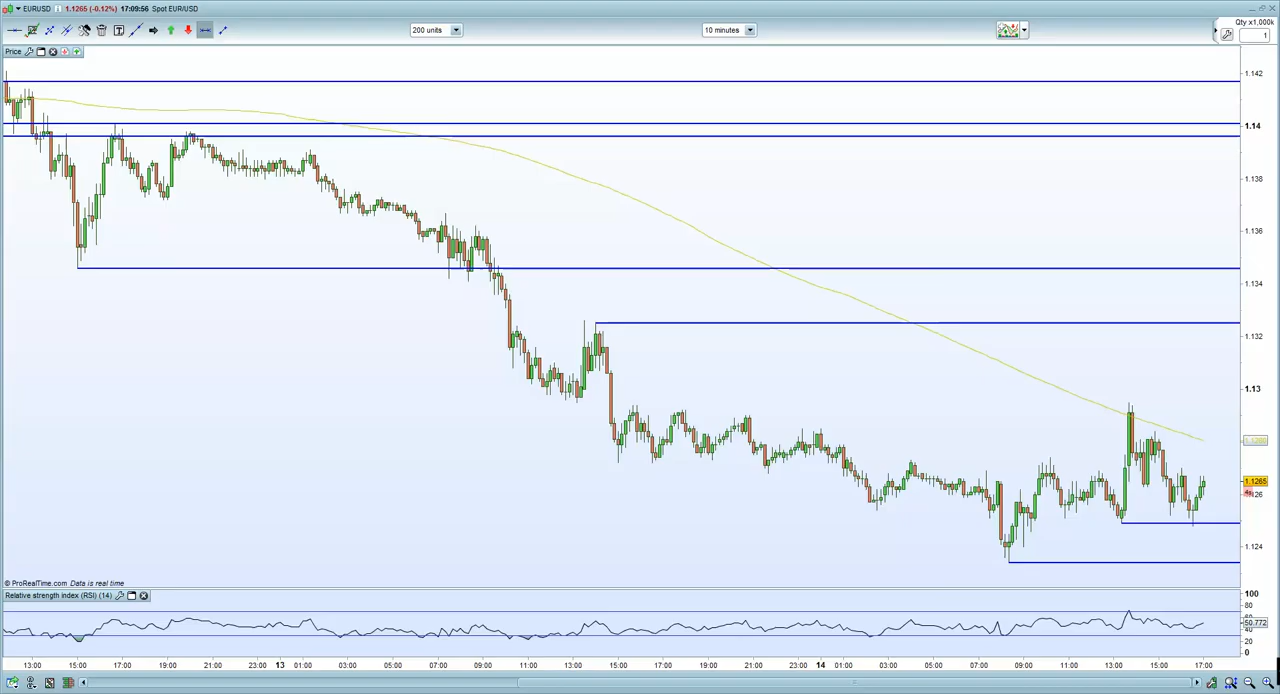 EURUSD 1.1265 (-0.12%) 17:09:56 Spot EUR/USD
Qty x1,000k
200 units
10 minutes
1
Price
1.142
1.14
1.138
1.136
1.134
1.132
1.13
1.1280
1.1265
1.126
1.124
© ProRealTime.com Data is real time
Relative strength index (RSI) (14)
100
80
50.772
40
20
0
13:00 15:00 17:00 19:00 21:00 23:00 13 01:00 03:00 05:00 07:00 09:00 11:00 13:00 15:00 17:00 19:00 21:00 23:00 14 01:00 03:00 05:00 07:00 09:00 11:00 13:00 15:00 17:00